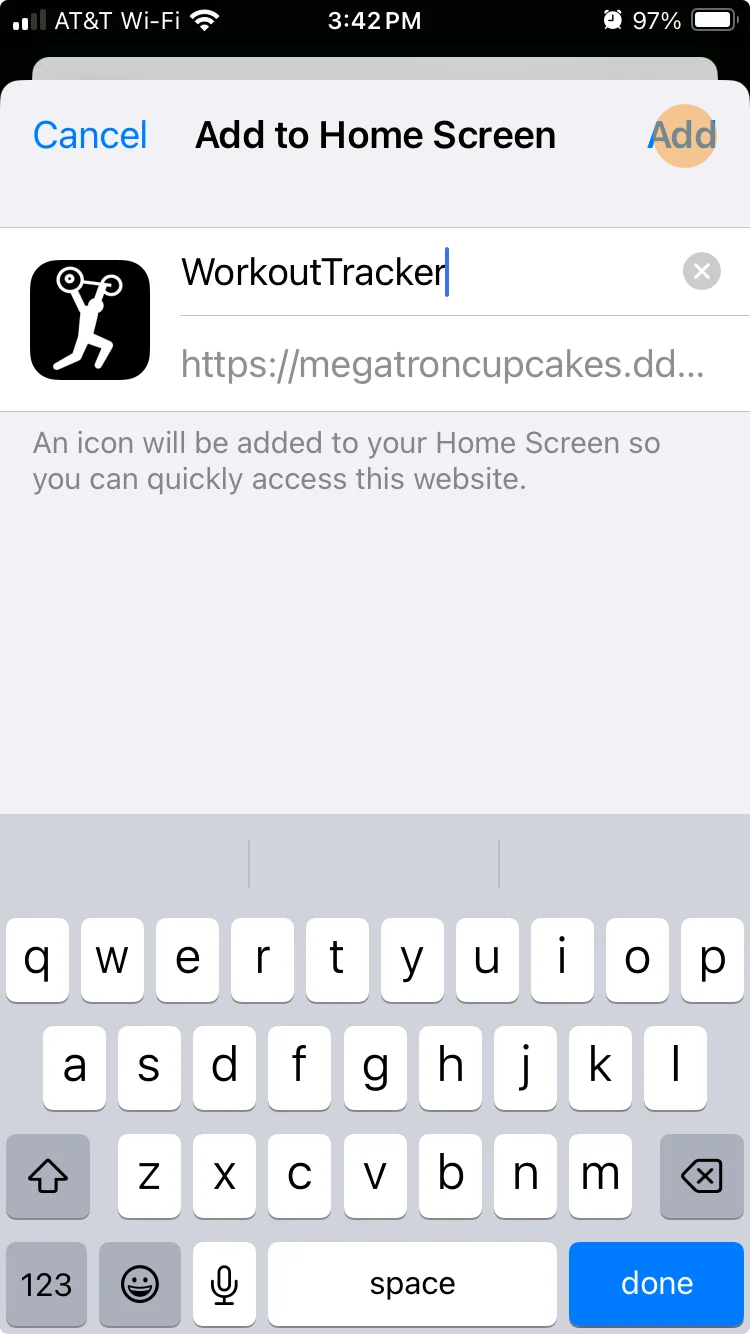 AT&T Wi-Fi 3:42 PM 97%
Cancel Add to Home Screen Add
WorkoutTracker
https://megatroncupcakes.dd...
An icon will be added to your Home Screen so
you can quickly access this website.
q w e r t y u i o p
a s d f g h j k l
z x c v b n m
123 space done